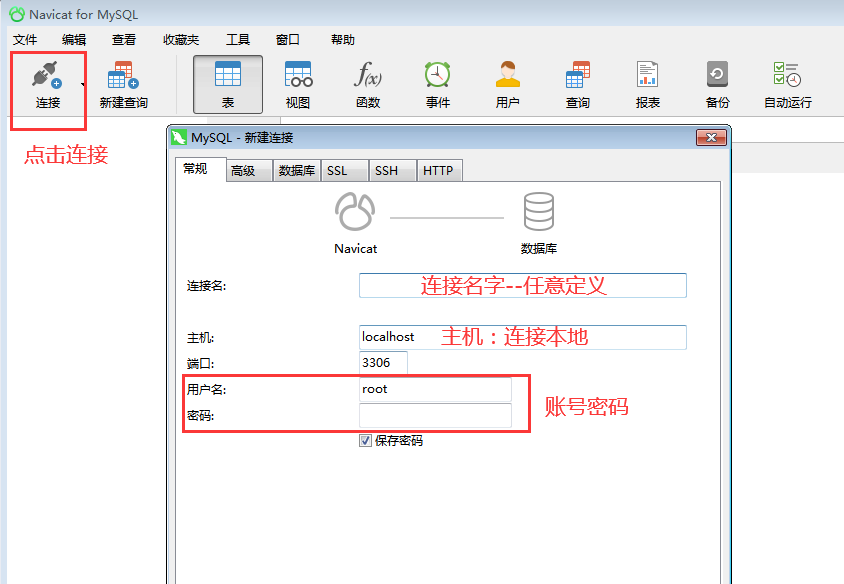 Navicat for MySQL
文件 编辑 查看 收藏夹 工具 窗口 帮助
连接 新建查询 表 视图 函数 事件 用户 查询 报表 备份 自动运行
f(x)
点击连接
MySQL - 新建连接
常规 高级 数据库 SSL SSH HTTP
Navicat 数据库
连接名: 连接名字--任意定义
主机: localhost 主机：连接本地
端口: 3306
用户名: root
账号密码
密码:
保存密码